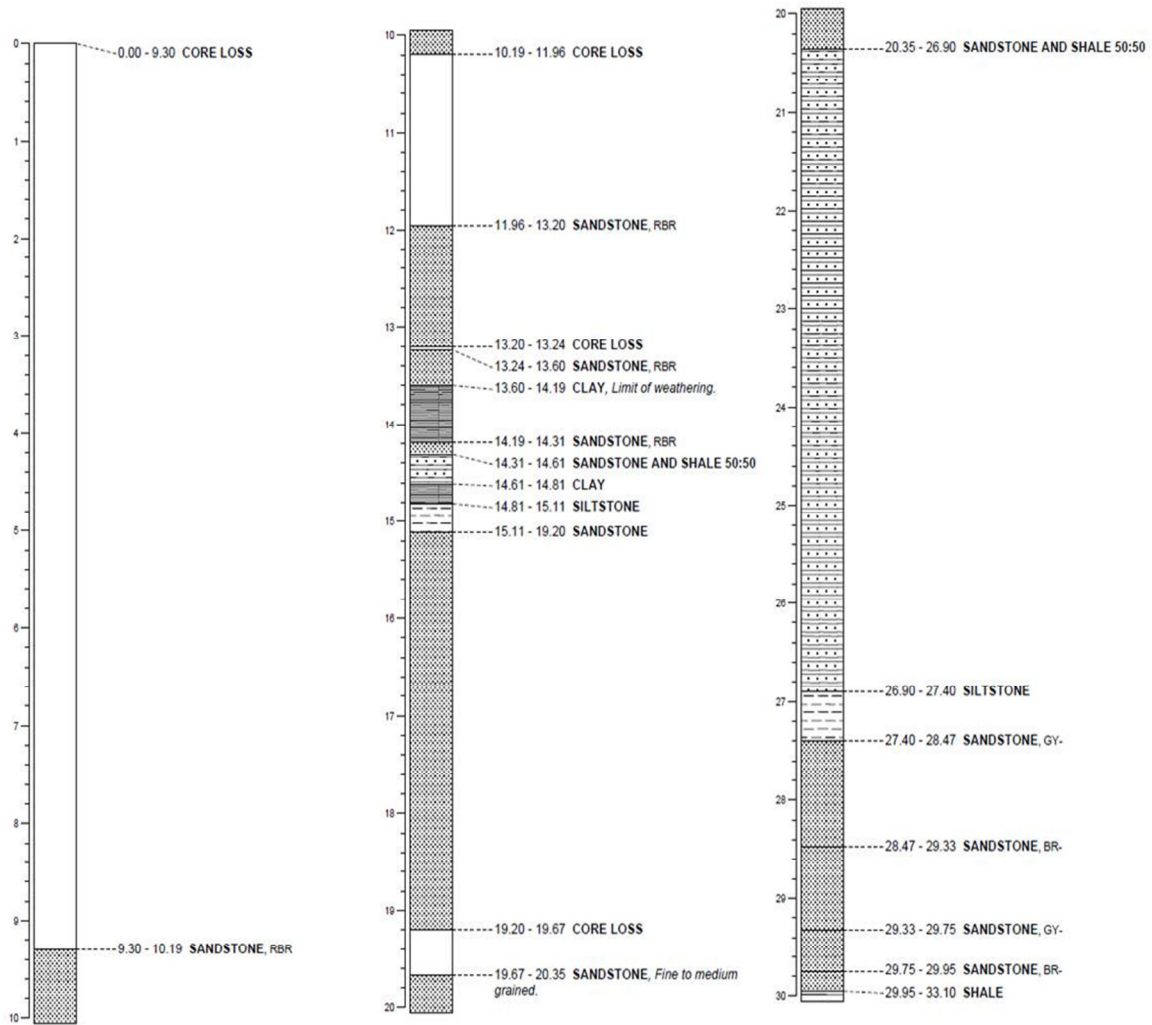 0
0.00 - 9.30 CORE LOSS
1
2
3
4
5
6
7
8
9
9.30 - 10.19 SANDSTONE, RBR
10
10
10.19 - 11.96 CORE LOSS
11
11.96 - 13.20 SANDSTONE, RBR
12
13
13.20 - 13.24 CORE LOSS
13.24 - 13.60 SANDSTONE, RBR
13.60 - 14.19 CLAY, Limit of weathering.
14
14.19 - 14.31 SANDSTONE, RBR
14.31 - 14.61 SANDSTONE AND SHALE 50:50
14.61 - 14.81 CLAY
14.81 - 15.11 SILTSTONE
15
15.11 - 19.20 SANDSTONE
16
17
18
19
19.20 - 19.67 CORE LOSS
19.67 - 20.35 SANDSTONE, Fine to medium
grained.
20
20
20.35 - 26.90 SANDSTONE AND SHALE 50:50
21
22
23
24
25
26
26.90 - 27.40 SILTSTONE
27
27.40 - 28.47 SANDSTONE, GY-
28
28.47 - 29.33 SANDSTONE, BR-
29
29.33 - 29.75 SANDSTONE, GY-
29.75 - 29.95 SANDSTONE, BR-
29.95 - 33.10 SHALE
30